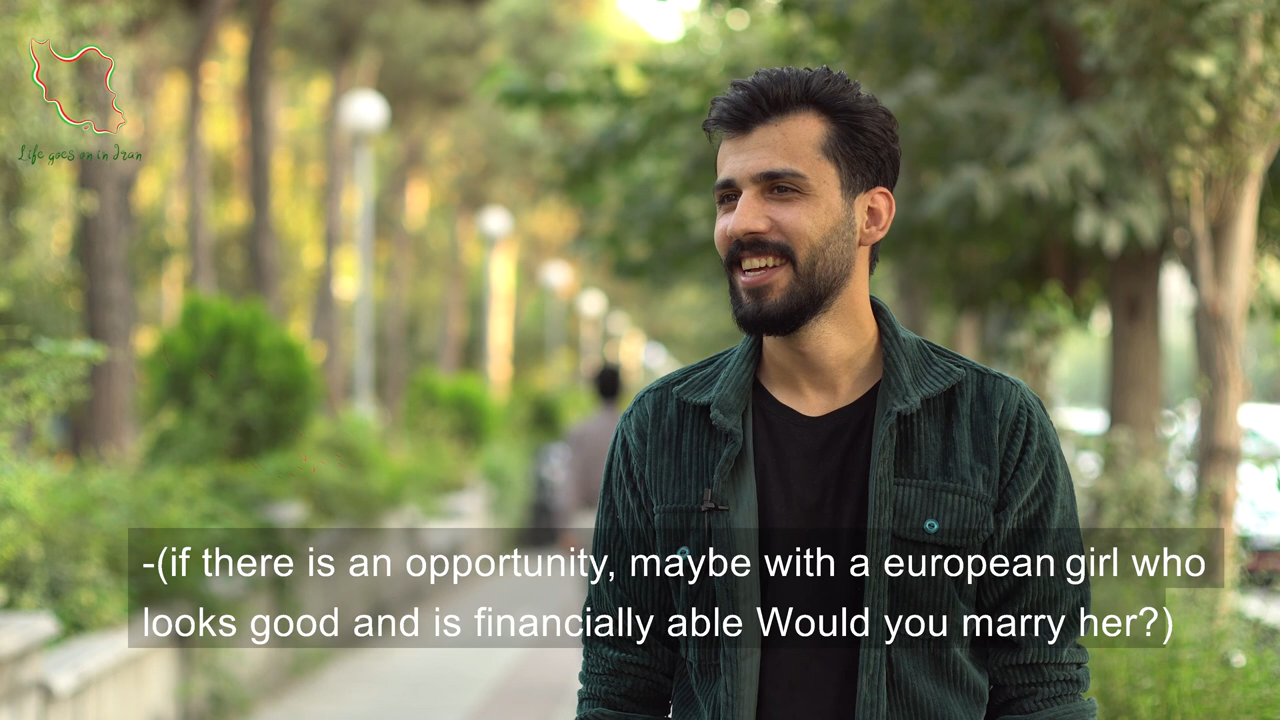 Life goes on in Iran
-(if there is an opportunity, maybe with a european girl who
looks good and is financially able Would you marry her?)